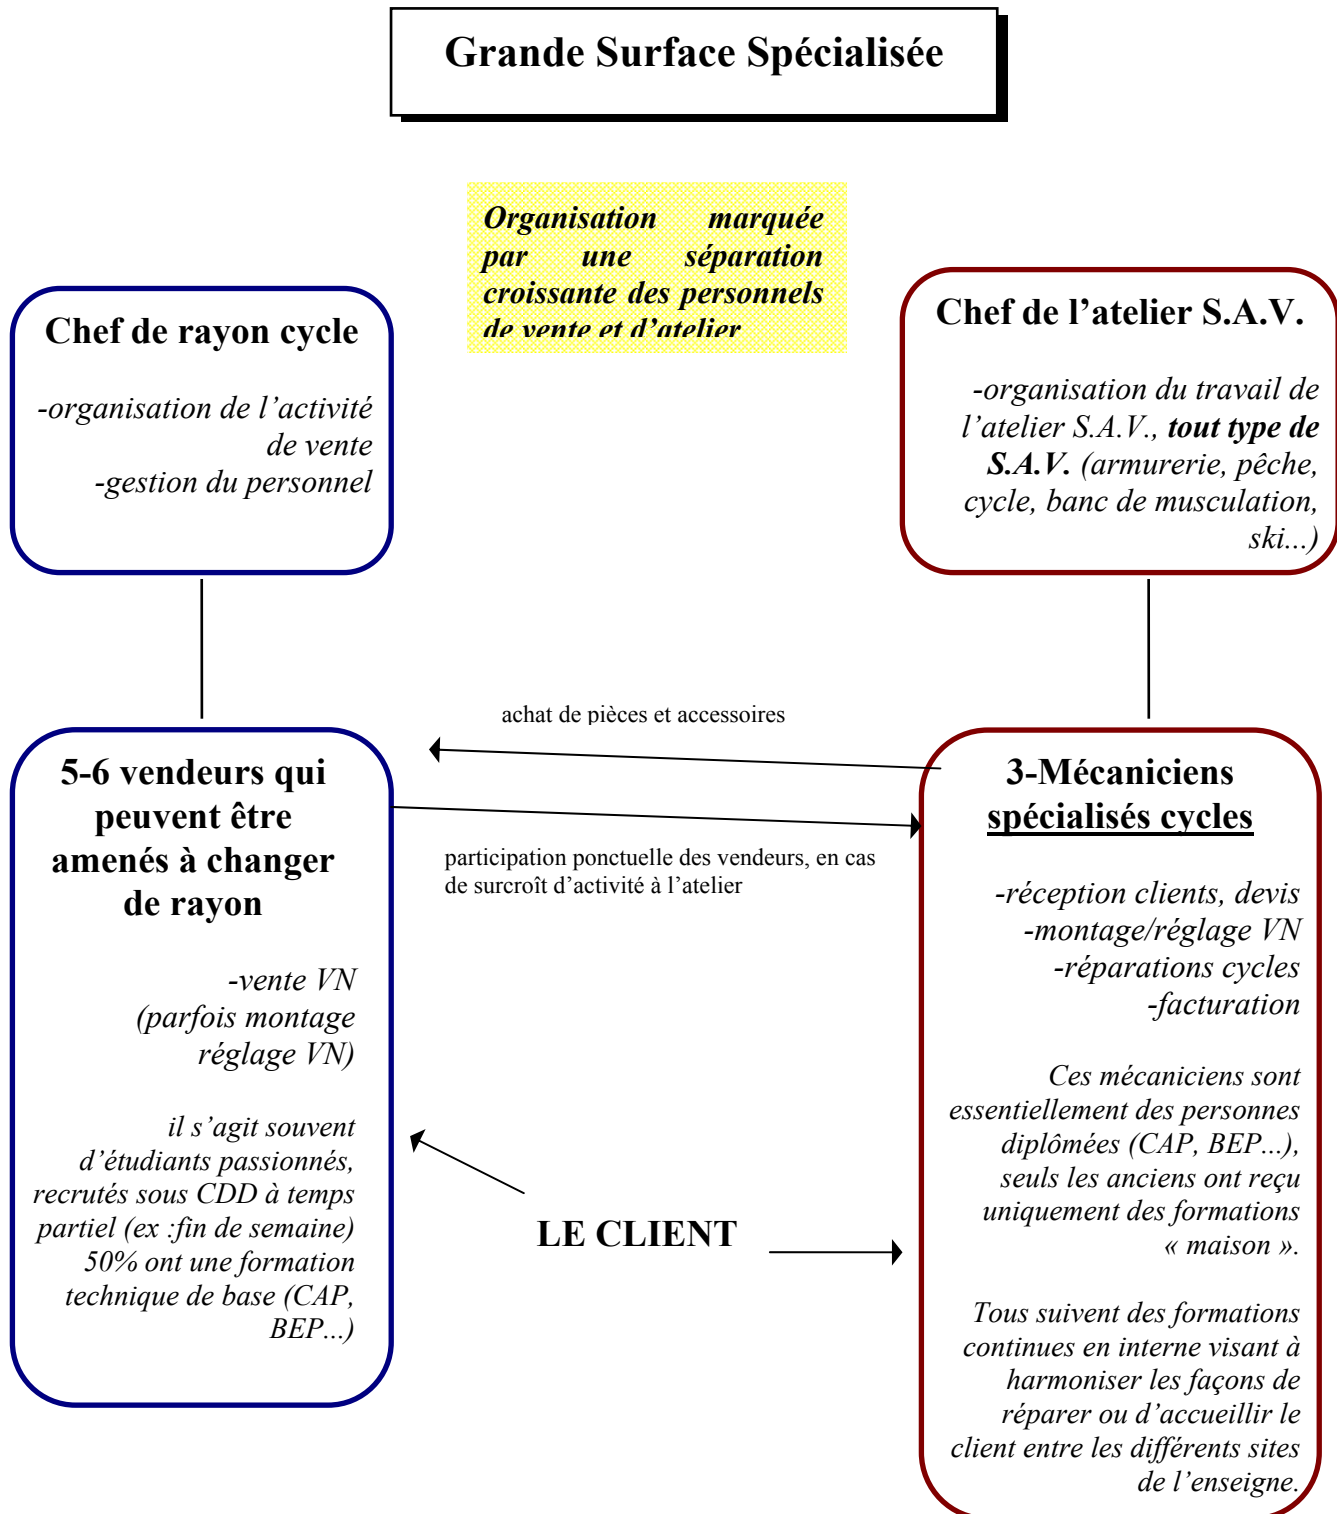 Grande Surface Spécialisée
Organisation marquée
par une séparation
croissante des personnels
de vente et d'atelier
Chef de rayon cycle
-organisation de l'activité
de vente
-gestion du personnel
Chef de l'atelier S.A.V.
-organisation du travail de
l'atelier S.A.V., tout type de
S.A.V. (armurerie, pêche,
cycle, banc de musculation,
ski...)
achat de pièces et accessoires
participation ponctuelle des vendeurs, en cas
de surcroît d'activité à l'atelier
5-6 vendeurs qui
peuvent être
amenés à changer
de rayon
-vente VN
(parfois montage
réglage VN)
il s'agit souvent
d'étudiants passionnés,
recrutés sous CDD à temps
partiel (ex :fin de semaine)
50% ont une formation
technique de base (CAP,
BEP...)
LE CLIENT
3-Mécaniciens
spécialisés cycles
-réception clients, devis
-montage/réglage VN
-réparations cycles
-facturation
Ces mécaniciens sont
essentiellement des personnes
diplômées (CAP, BEP...),
seuls les anciens ont reçu
uniquement des formations
« maison ».
Tous suivent des formations
continues en interne visant à
harmoniser les façons de
réparer ou d'accueillir le
client entre les différents sites
de l'enseigne.